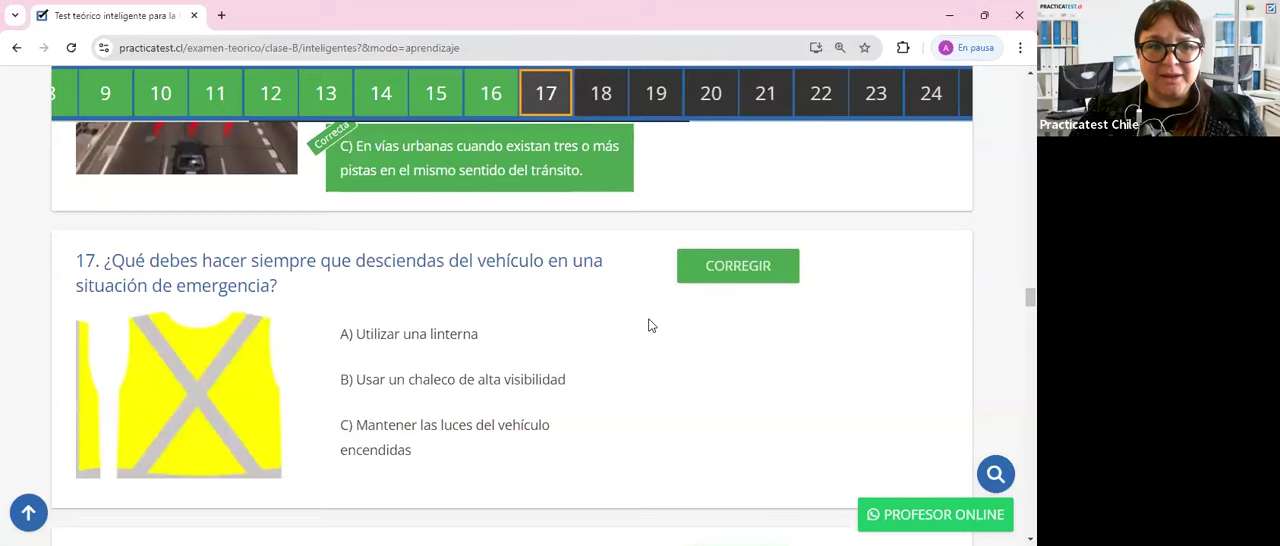 Test teórico inteligente para la
practicatest.cl/examen-teorico/clase-B/inteligentes?&modo=aprendizaje
A
En pausa
9 10 11 12 13 14 15 16 17 18 19 20 21 22 23 24
Correcta
C) En vías urbanas cuando existan tres o más
pistas en el mismo sentido del tránsito.
17. ¿Qué debes hacer siempre que desciendas del vehículo en una
situación de emergencia?
CORREGIR
A) Utilizar una linterna
B) Usar un chaleco de alta visibilidad
C) Mantener las luces del vehículo
encendidas
PROFESOR ONLINE
PRACTICATEST.cl
Practicatest Chile